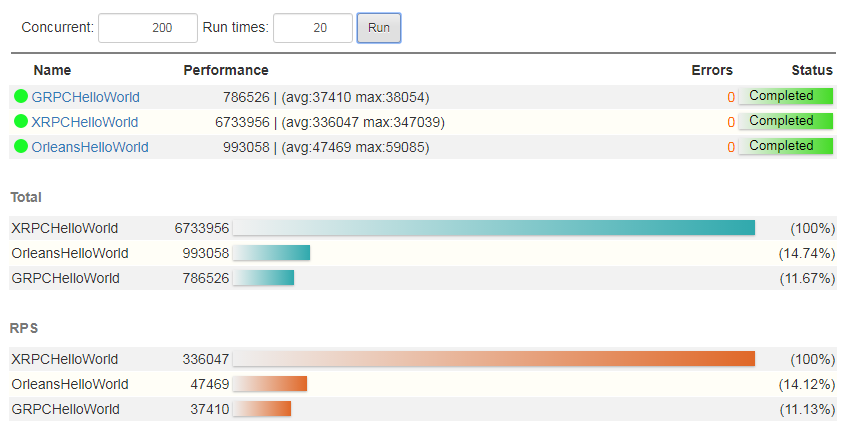 Concurrent: 200 Run times: 20 Run
Name Performance Errors Status
GRPCHelloWorld 786526 | (avg:37410 max:38054) 0 Completed
XRPCHelloWorld 6733956 | (avg:336047 max:347039) 0 Completed
OrleansHelloWorld 993058 | (avg:47469 max:59085) 0 Completed
Total
XRPCHelloWorld 6733956 (100%)
OrleansHelloWorld 993058 (14.74%)
GRPCHelloWorld 786526 (11.67%)
RPS
XRPCHelloWorld 336047 (100%)
OrleansHelloWorld 47469 (14.12%)
GRPCHelloWorld 37410 (11.13%)